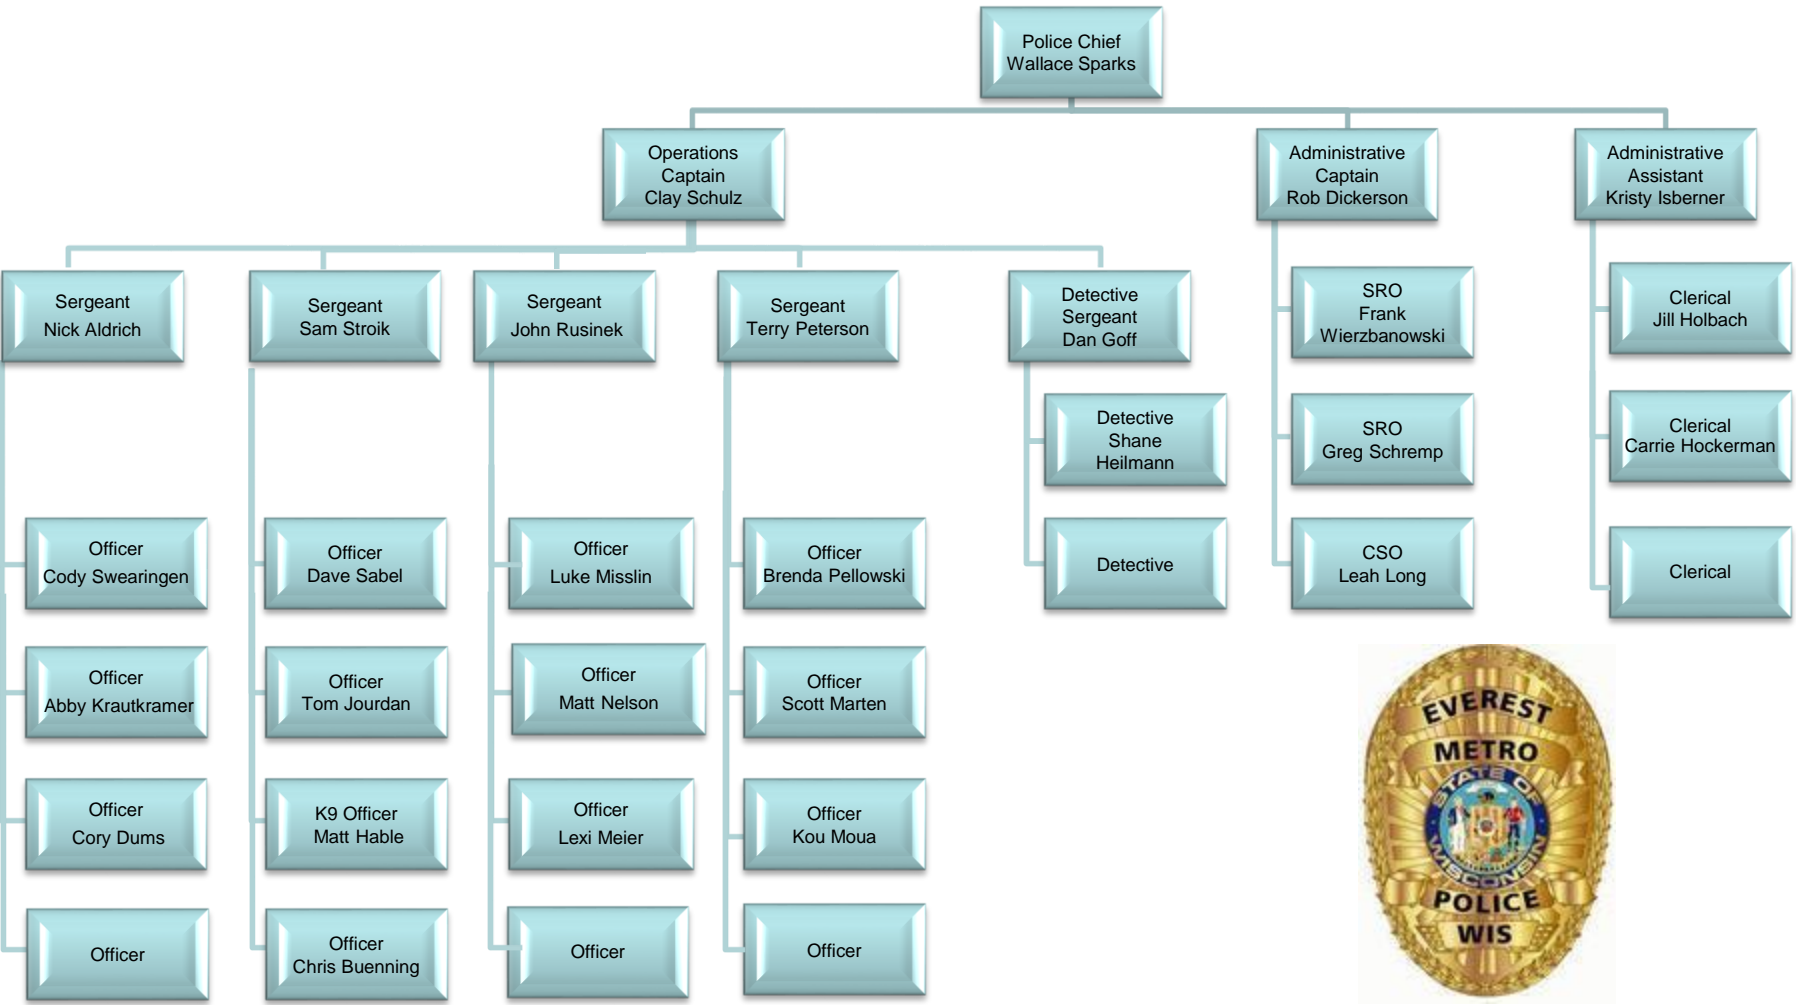 Police Chief
Wallace Sparks
Operations
Captain
Clay Schulz
Administrative
Captain
Rob Dickerson
Administrative
Assistant
Kristy Isberner
Sergeant
Nick Aldrich
Sergeant
Sam Stroik
Sergeant
John Rusinek
Sergeant
Terry Peterson
Detective
Sergeant
Dan Goff
SRO
Frank
Wierzbanowski
Clerical
Jill Holbach
Detective
Shane
Heilmann
SRO
Greg Schremp
Clerical
Carrie Hockerman
Officer
Cody Swearingen
Officer
Dave Sabel
Officer
Luke Misslin
Officer
Brenda Pellowski
Detective
CSO
Leah Long
Clerical
Officer
Abby Krautkramer
Officer
Tom Jourdan
Officer
Matt Nelson
Officer
Scott Marten
Officer
Cory Dums
K9 Officer
Matt Hable
Officer
Lexi Meier
Officer
Kou Moua
Officer
Officer
Chris Buenning
Officer
Officer
EVEREST
METRO
STATE OF
WISCONSIN
POLICE
WIS